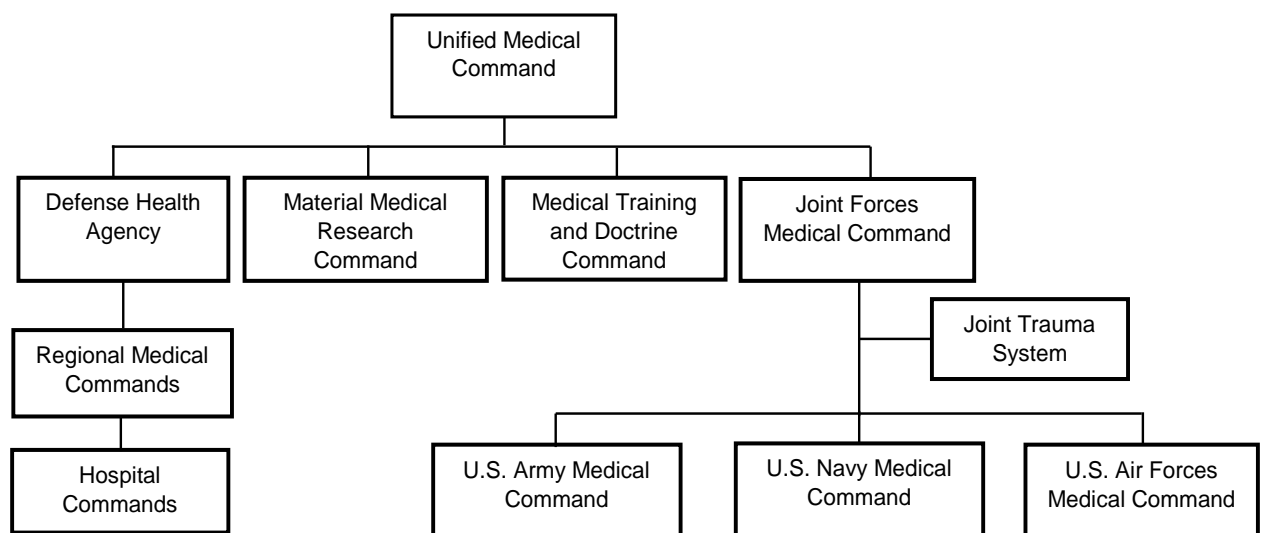 Unified Medical
Command
Defense Health
Agency
Material Medical
Research
Command
Medical Training
and Doctrine
Command
Joint Forces
Medical Command
Joint Trauma
System
Regional Medical
Commands
Hospital
Commands
U.S. Army Medical
Command
U.S. Navy Medical
Command
U.S. Air Forces
Medical Command